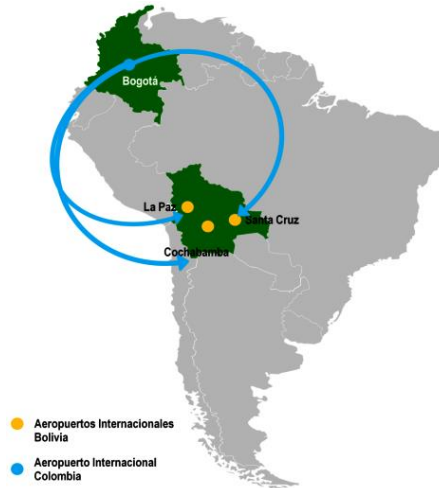 Bogotá
La Paz
Santa Cruz
Cochabamba
Aeropuertos Internacionales
Bolivia
Aeropuerto Internacional
Colombia